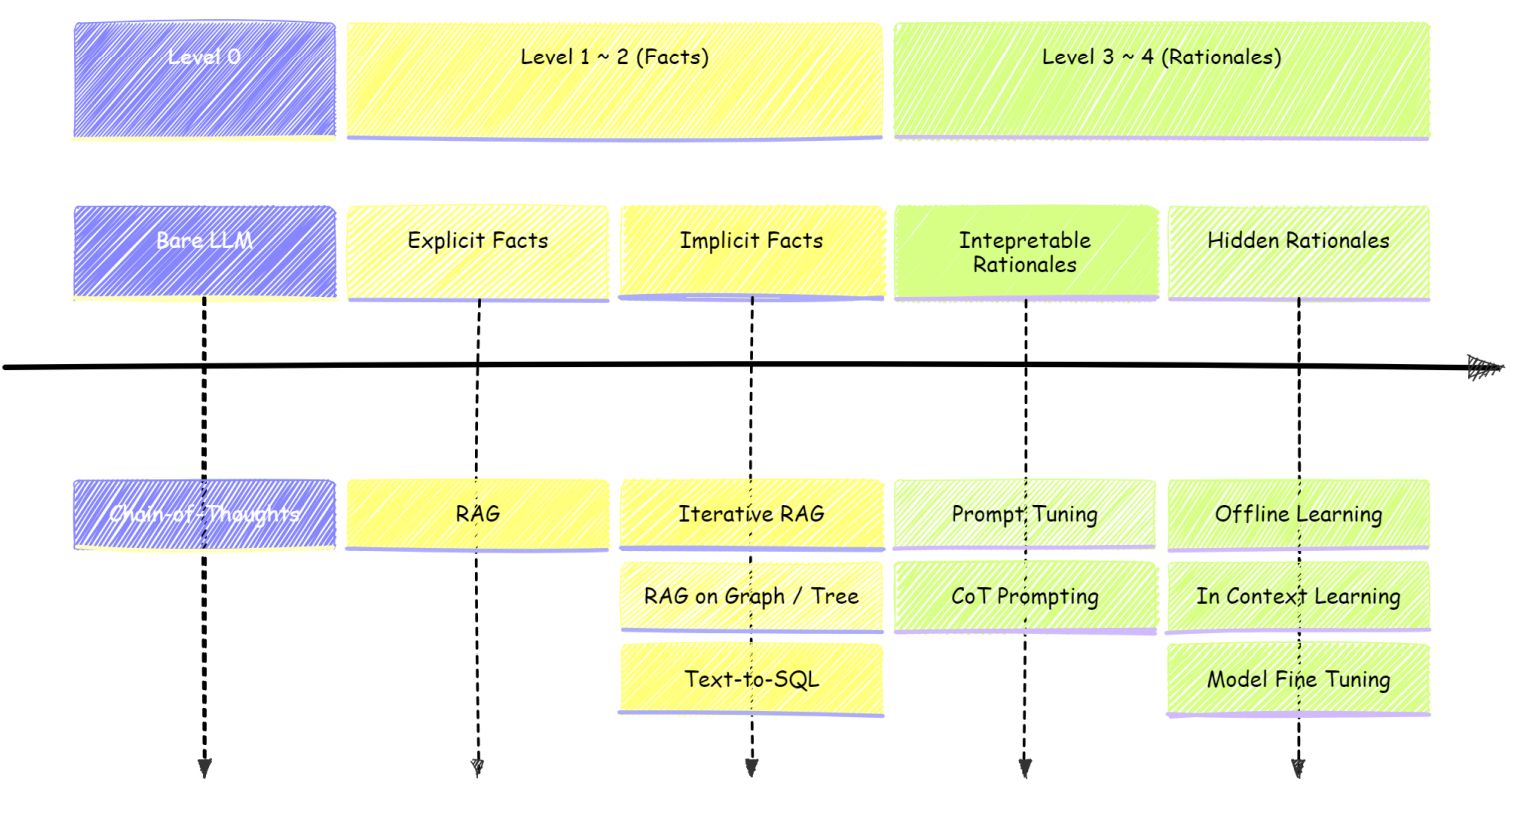 Level 0
Level 1 ~ 2 (Facts)
Level 3 ~ 4 (Rationales)
Bare LLM
Explicit Facts
Implicit Facts
Intepretable
Rationales
Hidden Rationales
Chain-of-Thoughts
RAG
Iterative RAG
Prompt Tuning
Offline Learning
RAG on Graph / Tree
CoT Prompting
In Context Learning
Text-to-SQL
Model Fine Tuning